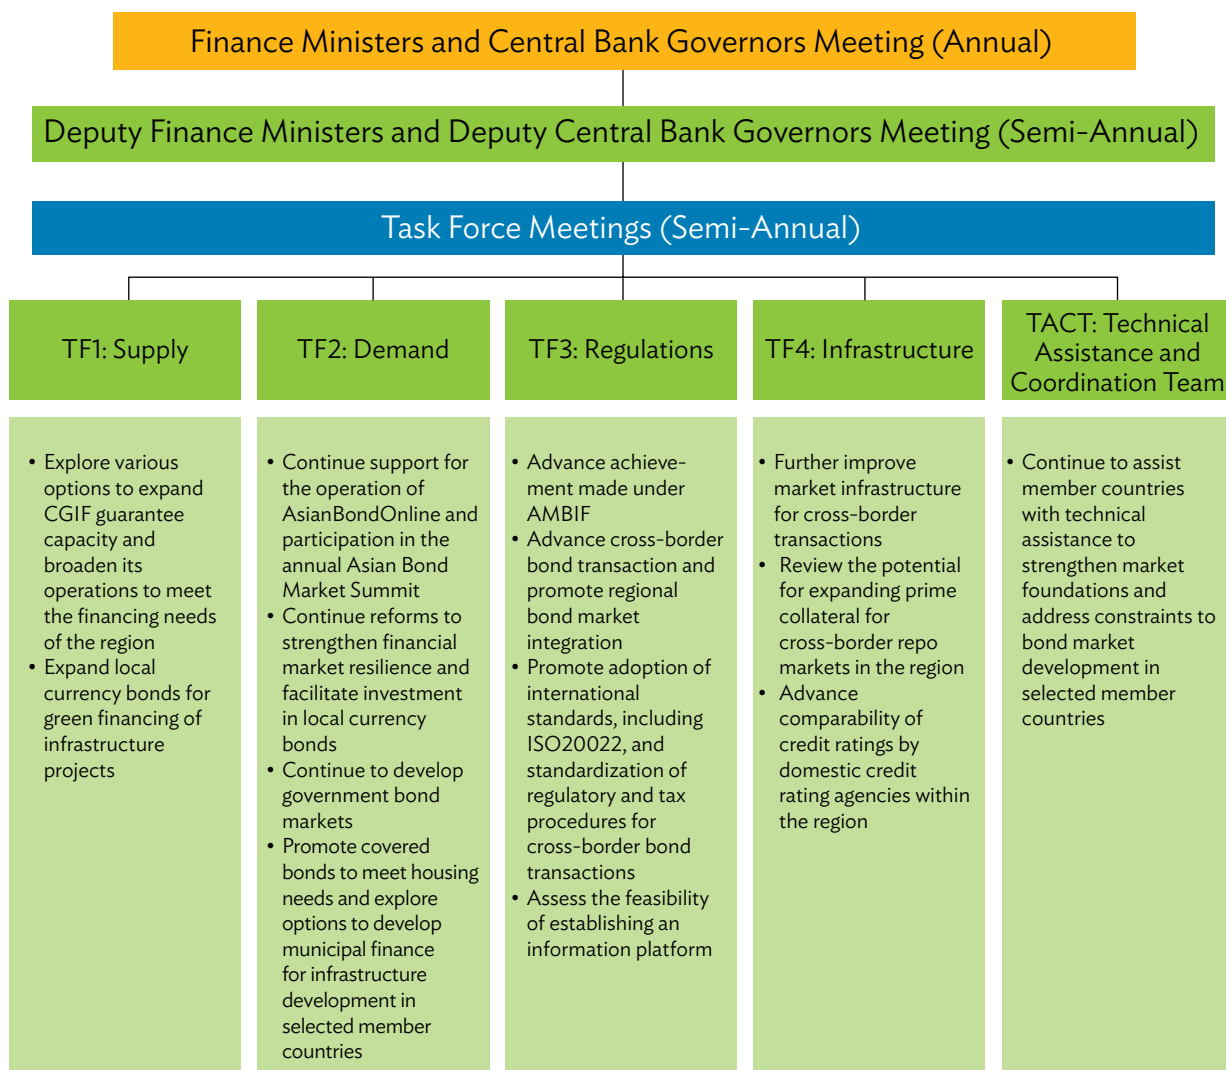 Finance Ministers and Central Bank Governors Meeting (Annual)
Deputy Finance Ministers and Deputy Central Bank Governors Meeting (Semi-Annual)
Task Force Meetings (Semi-Annual)
TF1: Supply
• Explore various
options to expand
CGIF guarantee
capacity and
broaden its
operations to meet
the financing needs
of the region
• Expand local
currency bonds for
green financing of
infrastructure
projects
TF2: Demand
• Continue support for
the operation of
AsianBondOnline and
participation in the
annual Asian Bond
Market Summit
• Continue reforms to
strengthen financial
market resilience and
facilitate investment
in local currency
bonds
• Continue to develop
government bond
markets
• Promote covered
bonds to meet housing
needs and explore
options to develop
municipal finance
for infrastructure
development in
selected member
countries
TF3: Regulations
• Advance achieve-
ment made under
AMBIF
• Advance cross-border
bond transaction and
promote regional
bond market
integration
• Promote adoption of
international
standards, including
ISO20022, and
standardization of
regulatory and tax
procedures for
cross-border bond
transactions
• Assess the feasibility
of establishing an
information platform
TF4: Infrastructure
• Further improve
market infrastructure
for cross-border
transactions
• Review the potential
for expanding prime
collateral for
cross-border repo
markets in the region
• Advance
comparability of
credit ratings by
domestic credit
rating agencies within
the region
TACT: Technical
Assistance and
Coordination Team
• Continue to assist
member countries
with technical
assistance to
strengthen market
foundations and
address constraints to
bond market
development in
selected member
countries